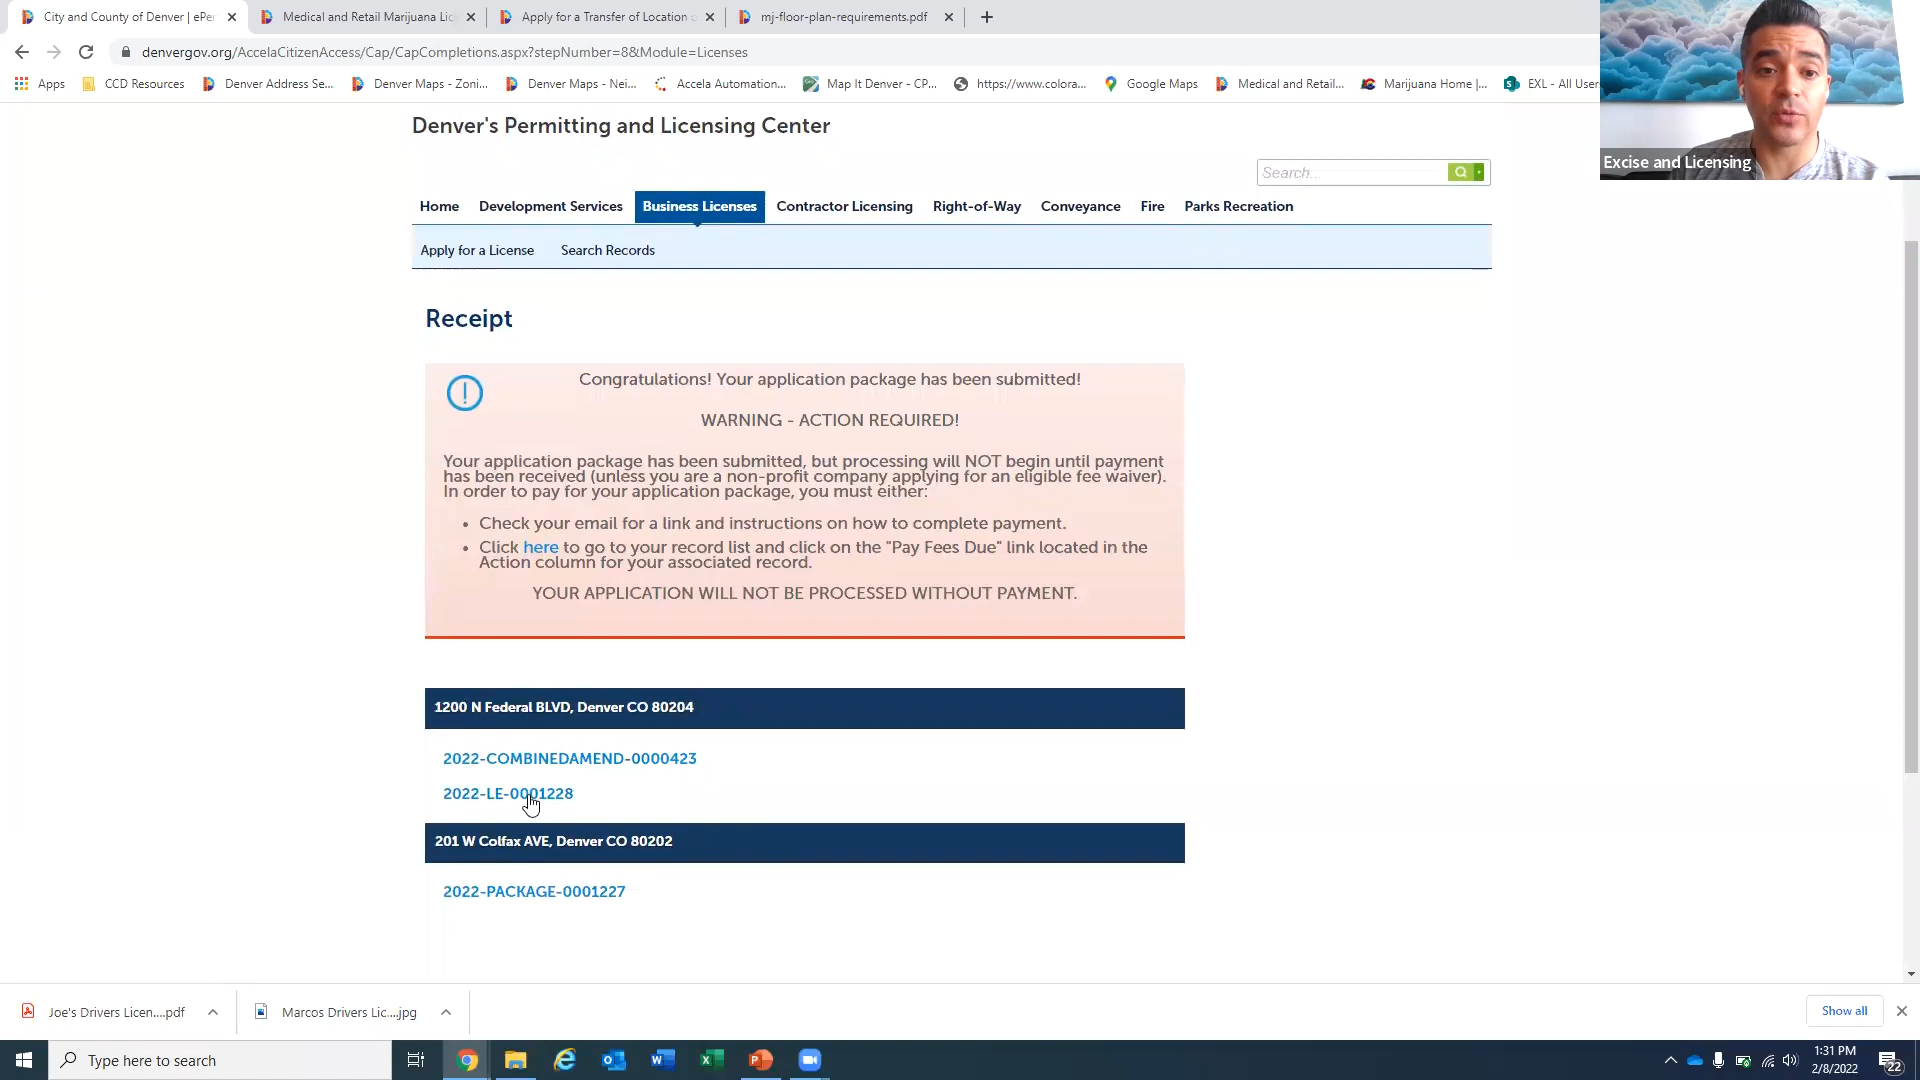 City and County of Denver | ePer
Medical and Retail Marijuana Lic
Apply for a Transfer of Location o
mj-floor-plan-requirements.pdf
denvergov.org/AccelaCitizenAccess/Cap/CapCompletions.aspx?stepNumber=8&Module=Licenses
Apps
CCD Resources
Denver Address Se...
Denver Maps - Zoni...
Denver Maps - Nei...
Accela Automation...
Map It Denver - CP...
https://www.colora...
Google Maps
Medical and Retail...
Marijuana Home |...
EXL - All User
Excise and Licensing
Denver's Permitting and Licensing Center
Search...
Home
Development Services
Business Licenses
Contractor Licensing
Right-of-Way
Conveyance
Fire
Parks Recreation
Apply for a License
Search Records
Receipt
Congratulations! Your application package has been submitted!
WARNING - ACTION REQUIRED!
Your application package has been submitted, but processing will NOT begin until payment
has been received (unless you are a non-profit company applying for an eligible fee waiver).
In order to pay for your application package, you must either:
• Check your email for a link and instructions on how to complete payment.
• Click here to go to your record list and click on the "Pay Fees Due" link located in the
Action column for your associated record.
YOUR APPLICATION WILL NOT BE PROCESSED WITHOUT PAYMENT.
1200 N Federal BLVD, Denver CO 80204
2022-COMBINEDAMEND-0000423
2022-LE-0001228
201 W Colfax AVE, Denver CO 80202
2022-PACKAGE-0001227
Joe's Drivers Licen....pdf
Marcos Drivers Lic....jpg
Show all
Type here to search
1:31 PM
2/8/2022
22